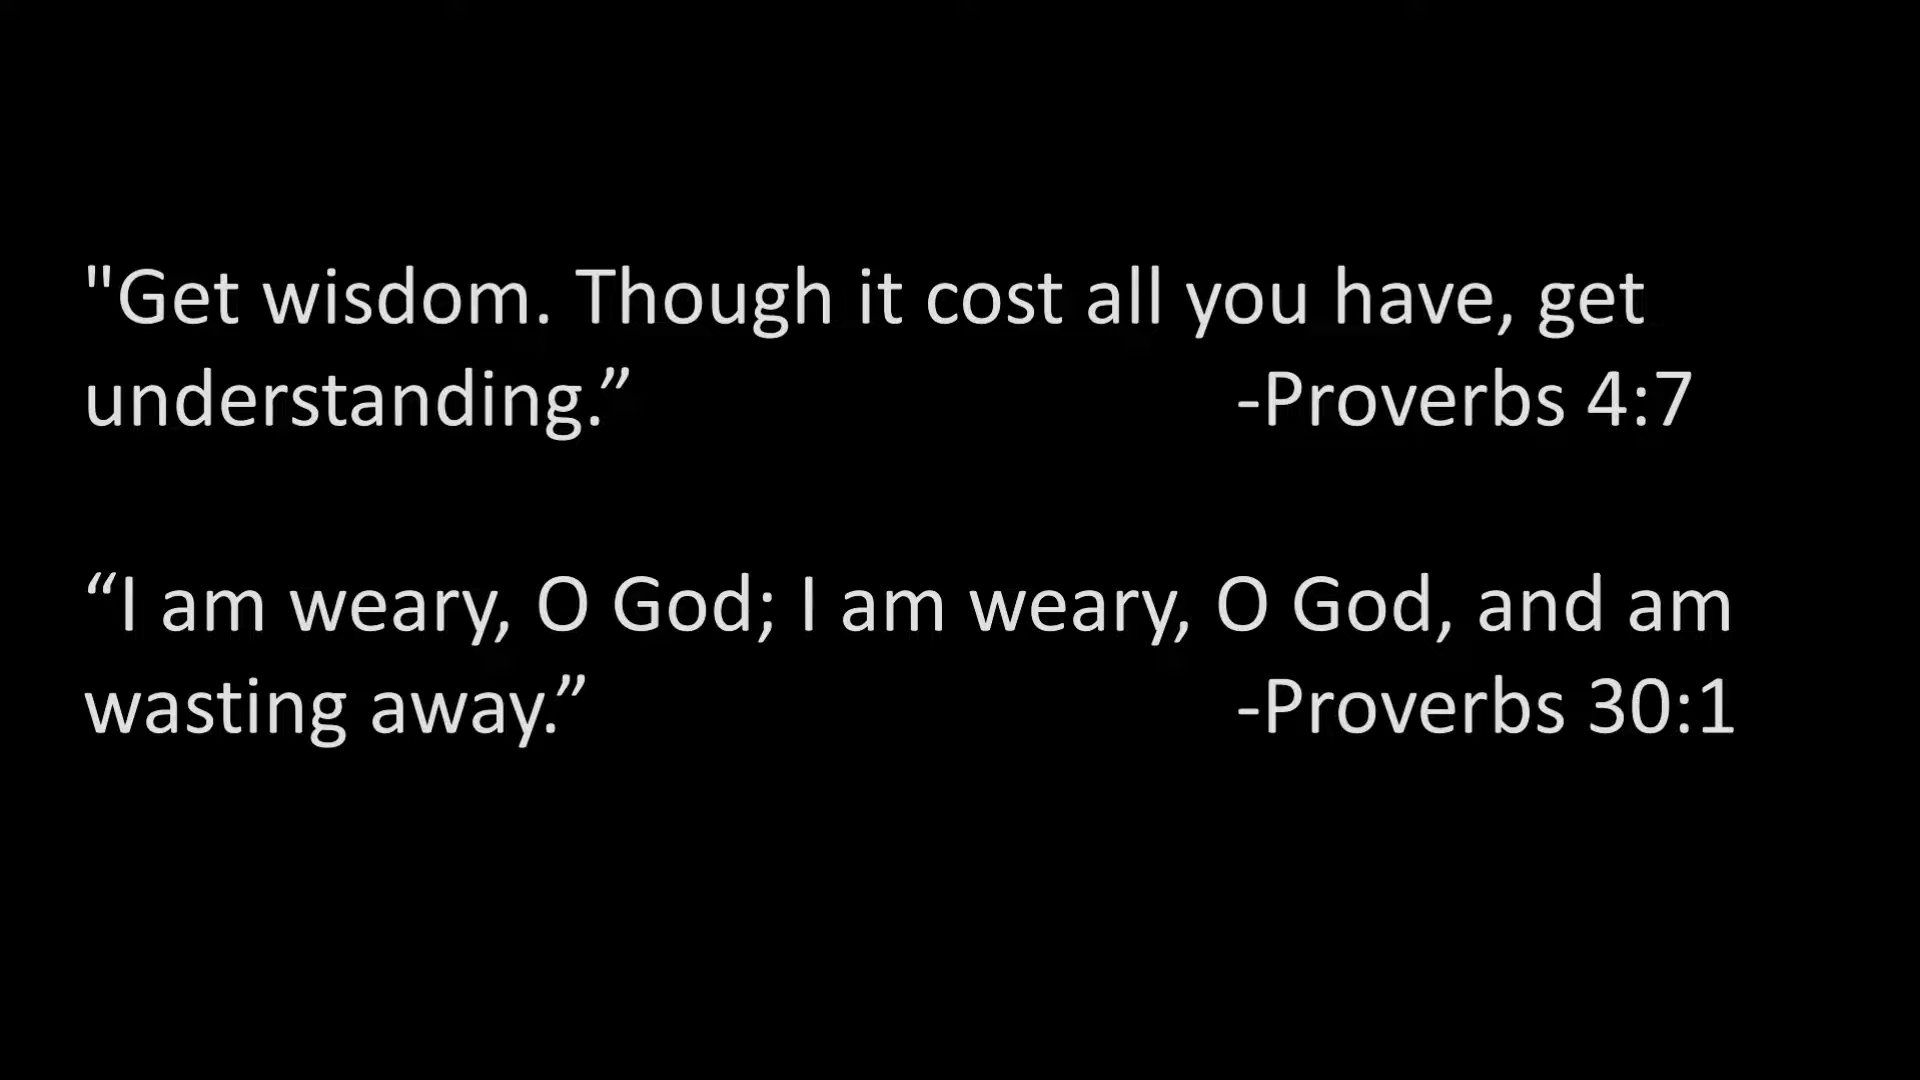 "Get wisdom. Though it cost all you have, get
understanding.” -Proverbs 4:7
“I am weary, O God; I am weary, O God, and am
wasting away.” -Proverbs 30:1